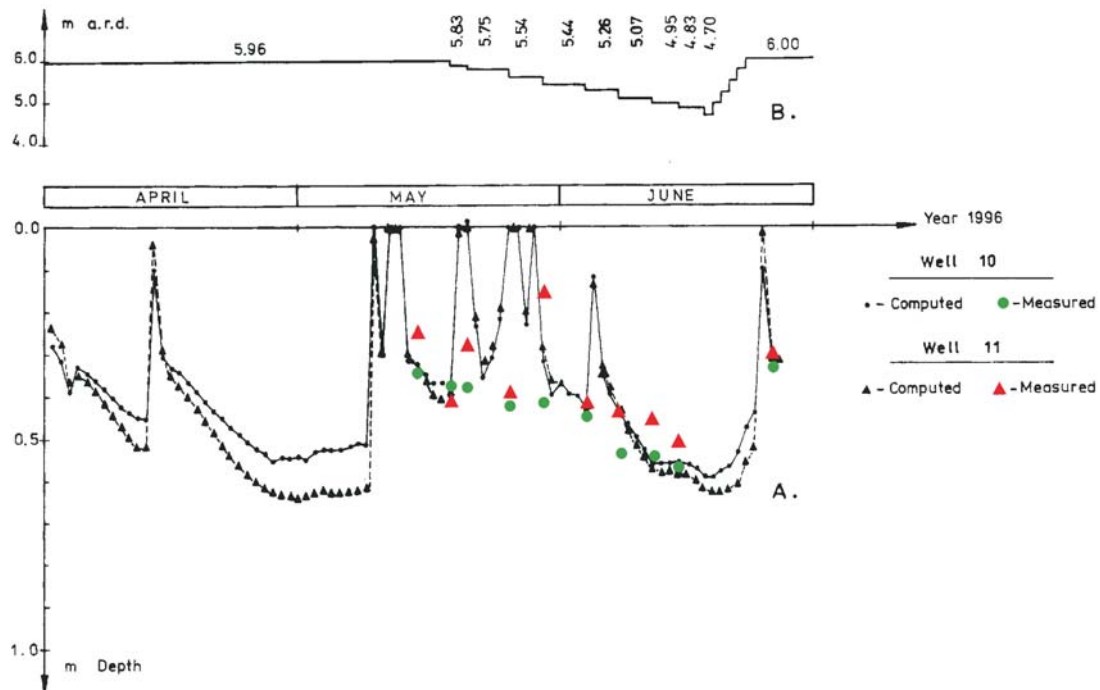 m a.r.d.
5.96
5.83
5.75
5.54
5.44
5.26
5.07
4.95
4.83
4.70
6.00
6.0
5.0
4.0
B.
APRIL
MAY
JUNE
0.0
Year 1996
Well 10
- Computed
-Measured
Well 11
- Computed
-Measured
0.5
A.
1.0
m Depth